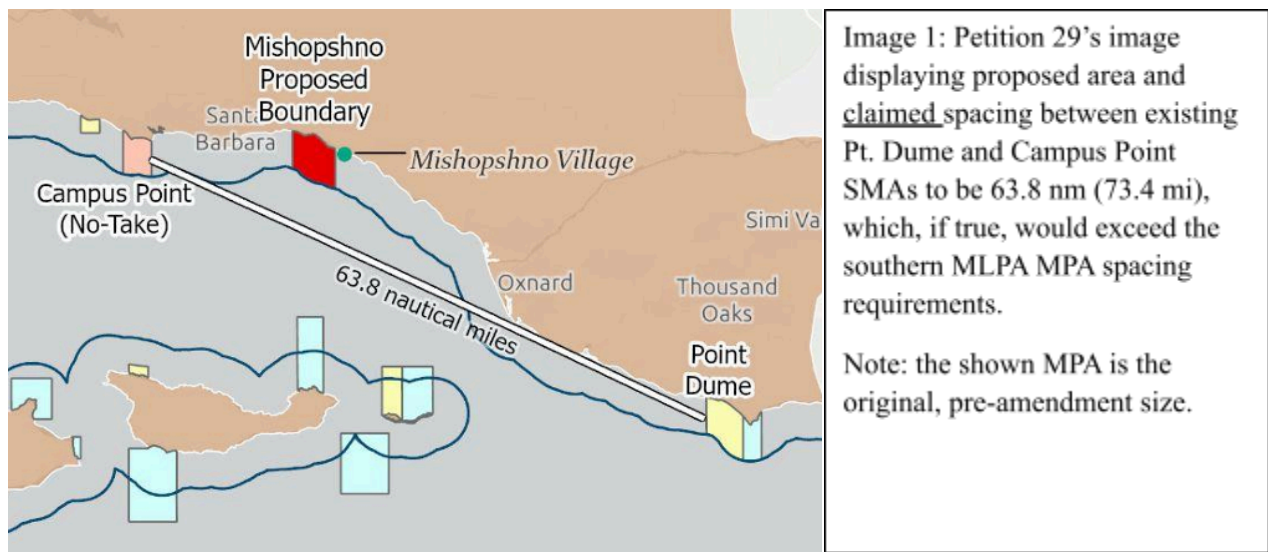 Mishopshno
Proposed
Boundary
Santa
Barbara
Mishopshno Village
Campus Point
(No-Take)
63.8 nautical miles
Oxnard
Simi Va
Thousand
Oaks
Point
Dume
Image 1: Petition 29’s image
displaying proposed area and
claimed spacing between existing
Pt. Dume and Campus Point
SMAs to be 63.8 nm (73.4 mi),
which, if true, would exceed the
southern MLPA MPA spacing
requirements.
Note: the shown MPA is the
original, pre-amendment size.